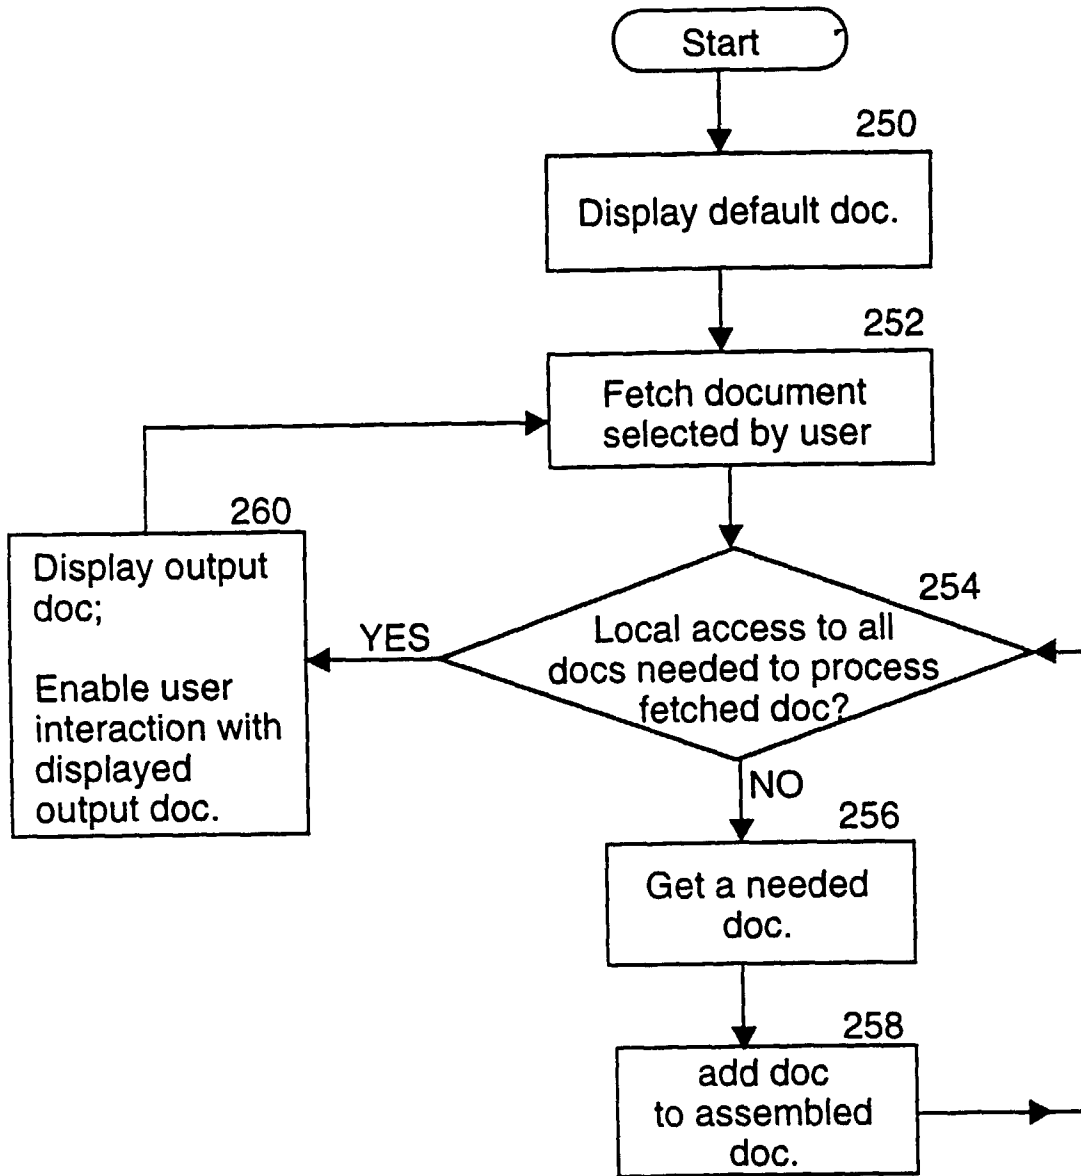 Start
250
Display default doc.
252
Fetch document
selected by user
260
Display output
doc;
Enable user
interaction with
displayed
output doc.
YES
254
Local access to all
docs needed to process
fetched doc?
NO
256
Get a needed
doc.
258
add doc
to assembled
doc.